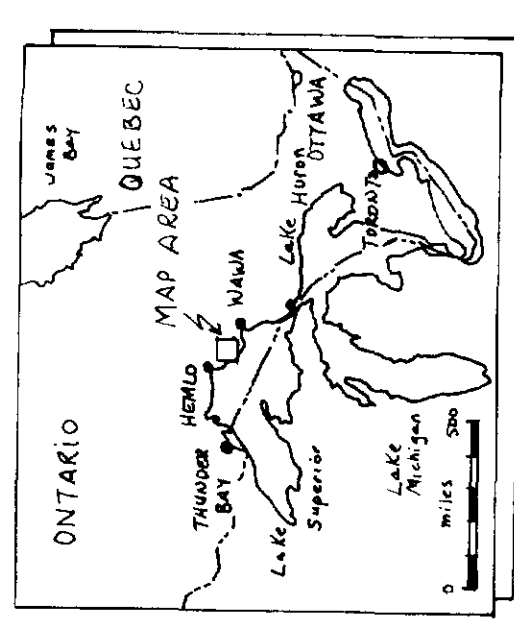 ONTARIO
JAMES
BAY
QUEBEC
MAP AREA
HEMLO
WAWA
THUNDER
BAY
Lake
Superior
Lake Huron
OTTAWA
TORONTO
Lake
Michigan
0 miles 500